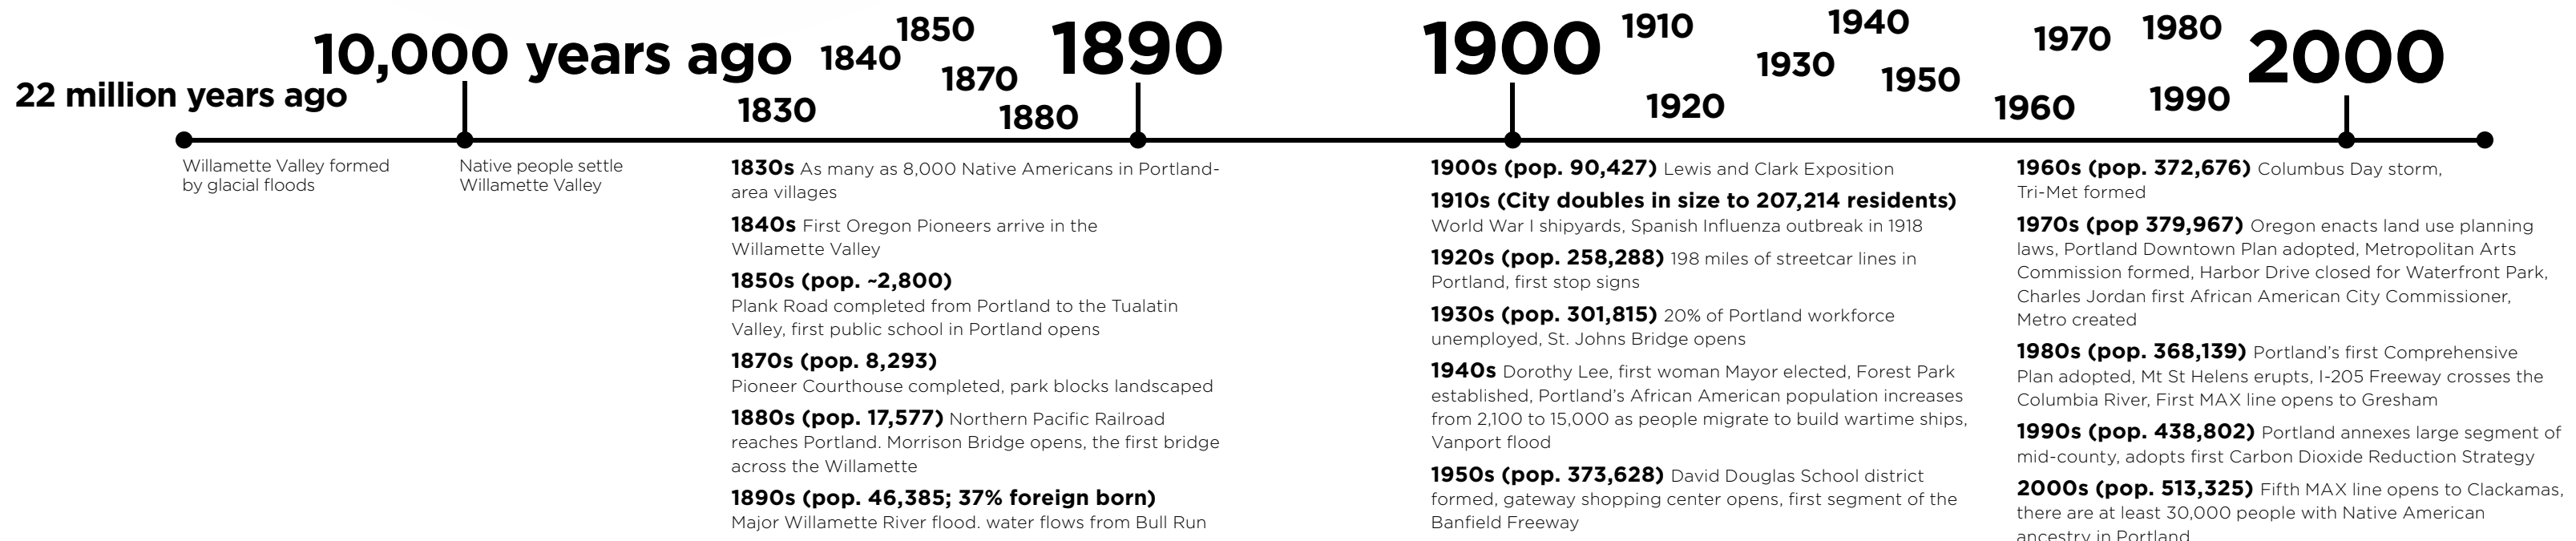 22 million years ago
10,000 years ago
1830
1840
1850
1870
1880
1890
1900
1910
1920
1930
1940
1950
1960
1970
1980
1990
2000
Willamette Valley formed
by glacial floods
Native people settle
Willamette Valley
1830s As many as 8,000 Native Americans in Portland-
area villages
1840s First Oregon Pioneers arrive in the
Willamette Valley
1850s (pop. ~2,800)
Plank Road completed from Portland to the Tualatin
Valley, first public school in Portland opens
1870s (pop. 8,293)
Pioneer Courthouse completed, park blocks landscaped
1880s (pop. 17,577) Northern Pacific Railroad
reaches Portland. Morrison Bridge opens, the first bridge
across the Willamette
1890s (pop. 46,385; 37% foreign born)
Major Willamette River flood. water flows from Bull Run
1900s (pop. 90,427) Lewis and Clark Exposition
1910s (City doubles in size to 207,214 residents)
World War I shipyards, Spanish Influenza outbreak in 1918
1920s (pop. 258,288) 198 miles of streetcar lines in
Portland, first stop signs
1930s (pop. 301,815) 20% of Portland workforce
unemployed, St. Johns Bridge opens
1940s Dorothy Lee, first woman Mayor elected, Forest Park
established, Portland's African American population increases
from 2,100 to 15,000 as people migrate to build wartime ships,
Vanport flood
1950s (pop. 373,628) David Douglas School district
formed, gateway shopping center opens, first segment of the
Banfield Freeway
1960s (pop. 372,676) Columbus Day storm,
Tri-Met formed
1970s (pop 379,967) Oregon enacts land use planning
laws, Portland Downtown Plan adopted, Metropolitan Arts
Commission formed, Harbor Drive closed for Waterfront Park,
Charles Jordan first African American City Commissioner,
Metro created
1980s (pop. 368,139) Portland's first Comprehensive
Plan adopted, Mt St Helens erupts, I-205 Freeway crosses the
Columbia River, First MAX line opens to Gresham
1990s (pop. 438,802) Portland annexes large segment of
mid-county, adopts first Carbon Dioxide Reduction Strategy
2000s (pop. 513,325) Fifth MAX line opens to Clackamas,
there are at least 30,000 people with Native American
ancestry in Portland